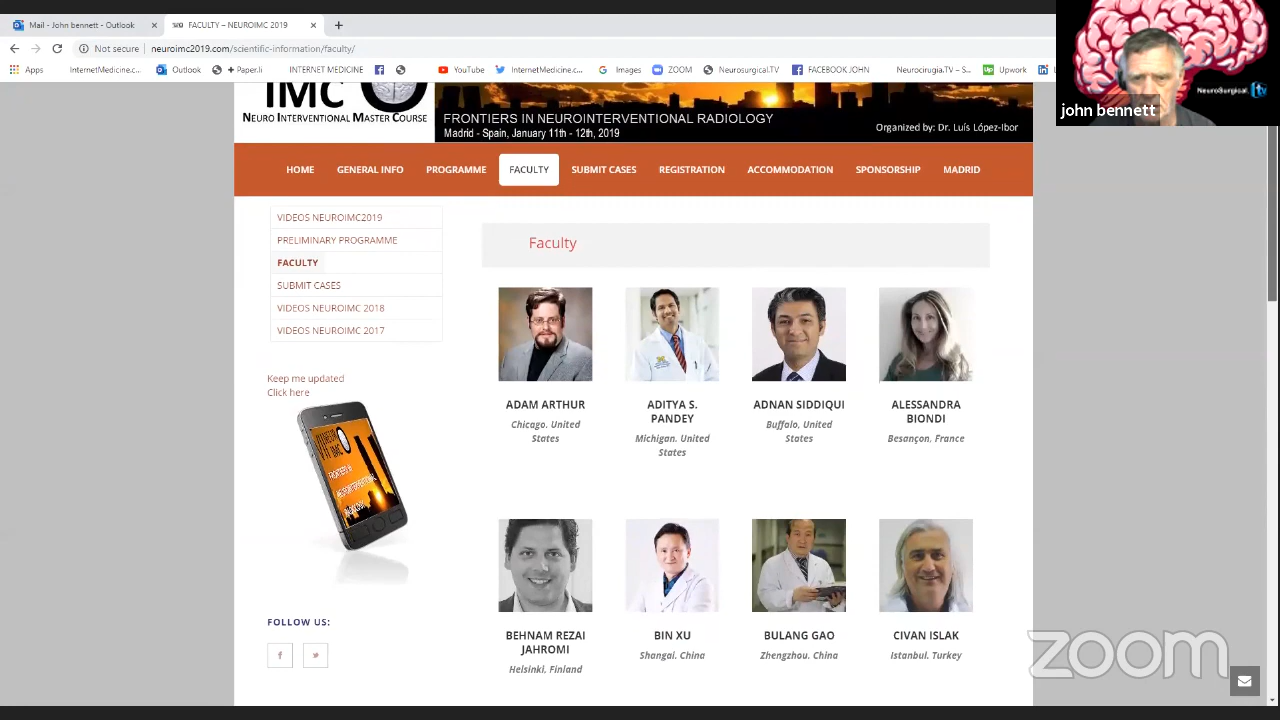 Mail - John bennett - Outlook
FACULTY – NEUROIMC 2019
Not secure | neuroimc2019.com/scientific-information/faculty/
Apps InternetMedicine.c... Outlook + Paper.li INTERNET MEDICINE YouTube InternetMedicine.c... Images ZOOM Neurosurgical.TV FACEBOOK JOHN Neurocirugia.TV – S... Upwork
NeuroSurgical. tv
john bennett
IMC
NEURO INTERVENTIONAL MASTER COURSE
FRONTIERS IN NEUROINTERVENTIONAL RADIOLOGY
Madrid - Spain, January 11th - 12th, 2019
Organized by: Dr. Luís López-Ibor
HOME GENERAL INFO PROGRAMME FACULTY SUBMIT CASES REGISTRATION ACCOMMODATION SPONSORSHIP MADRID
VIDEOS NEUROIMC2019
PRELIMINARY PROGRAMME
FACULTY
SUBMIT CASES
VIDEOS NEUROIMC 2018
VIDEOS NEUROIMC 2017
Keep me updated
Click here
FOLLOW US:
Faculty
ADAM ARTHUR
Chicago, United
States
ADITYA S.
PANDEY
Michigan, United
States
ADNAN SIDDIQUI
Buffalo, United
States
ALESSANDRA
BIONDI
Besançon, France
BEHNAM REZAI
JAHROMI
Helsinki, Finland
BIN XU
Shangai, China
BULANG GAO
Zhengzhou, China
CIVAN ISLAK
Istanbul, Turkey
zoom